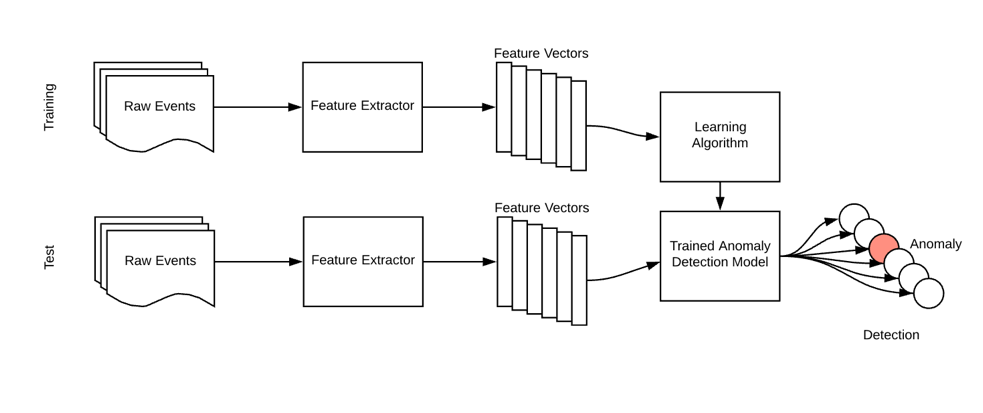 Training
Raw Events
Feature Extractor
Feature Vectors
Learning
Algorithm
Test
Raw Events
Feature Extractor
Feature Vectors
Trained Anomaly
Detection Model
Anomaly
Detection